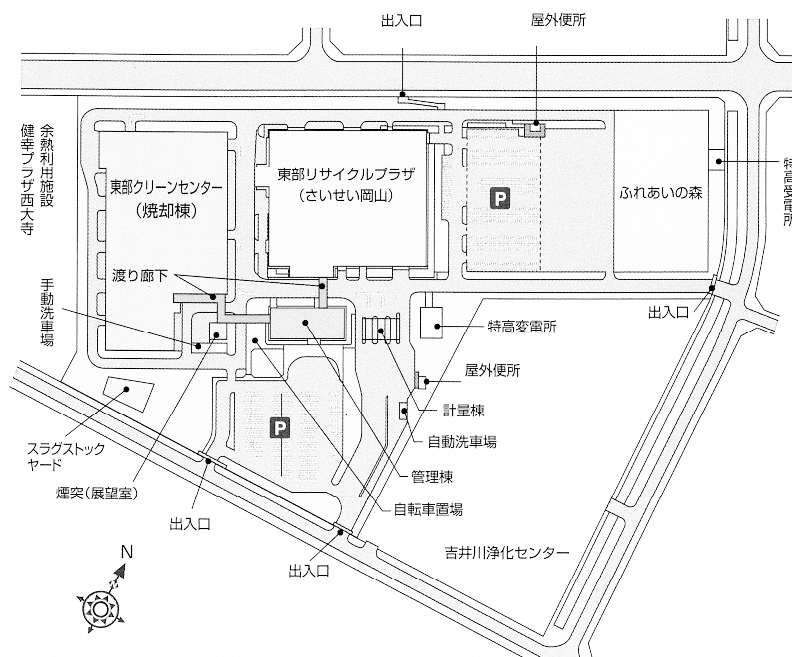 出入口
屋外便所
余熱利用施設
健幸プラザ西大寺
東部クリーンセンター
(焼却棟)
東部リサイクルプラザ
(さいせい岡山)
P
ふれあいの森
特高受電所
渡り廊下
手動洗車場
出入口
特高変電所
屋外便所
計量棟
P
自動洗車場
スラグストック
ヤード
管理棟
煙突(展望室)
自転車置場
出入口
出入口
吉井川浄化センター
N